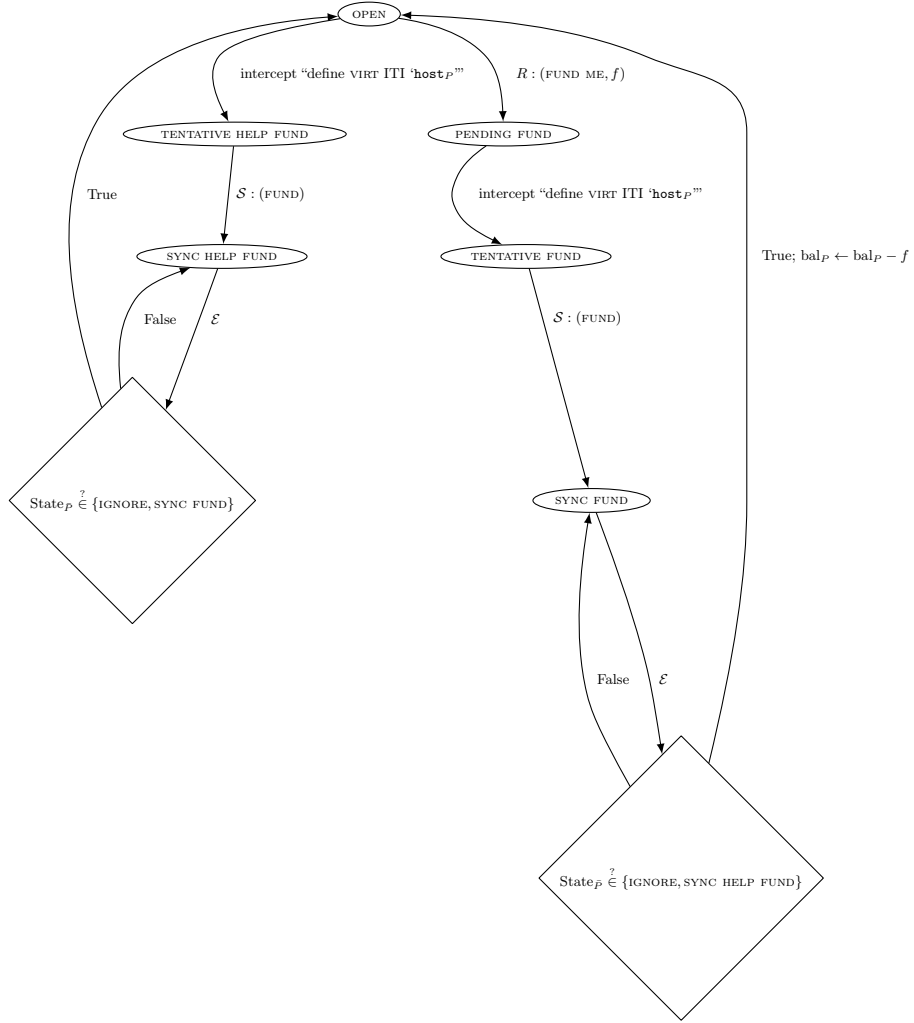 OPEN
intercept “define VIRT ITI ‘host_P’”
R : (FUND ME, f)
TENTATIVE HELP FUND
PENDING FUND
True
S : (FUND)
intercept “define VIRT ITI ‘host_P’”
SYNC HELP FUND
TENTATIVE FUND
True; bal_P ← bal_P − f
False
E
S : (FUND)
State_P̄ ∈? {IGNORE, SYNC FUND}
SYNC FUND
False
E
State_P̄ ∈? {IGNORE, SYNC HELP FUND}